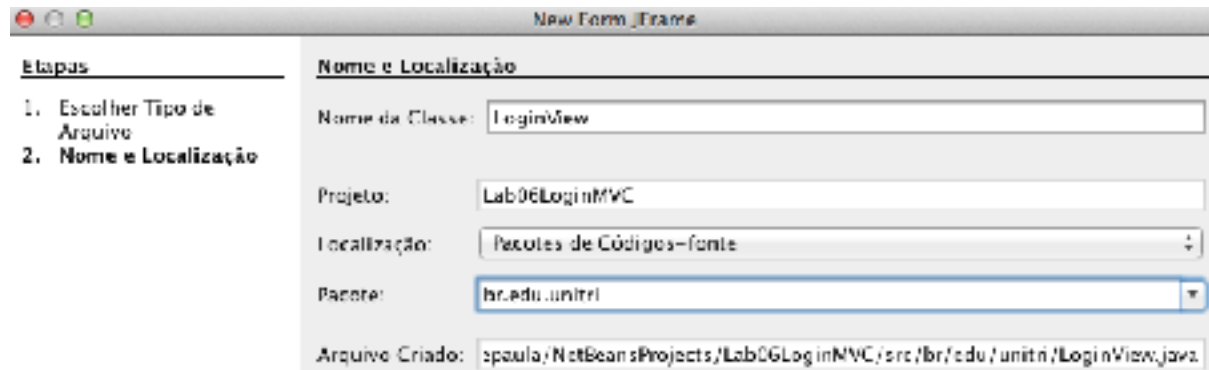 New Form JFrame
Etapas
1. Escolher Tipo de
Arquivo
2. Nome e Localização
Nome e Localização
Nome da Classe: LoginView
Projeto: Lab06LoginMVC
Localização: Pacotes de Códigos-fonte
Pacote: br.edu.unitri
Arquivo Criado: epaula/NetBeansProjects/Lab06LoginMVC/src/br/edu/unitri/LoginView.java